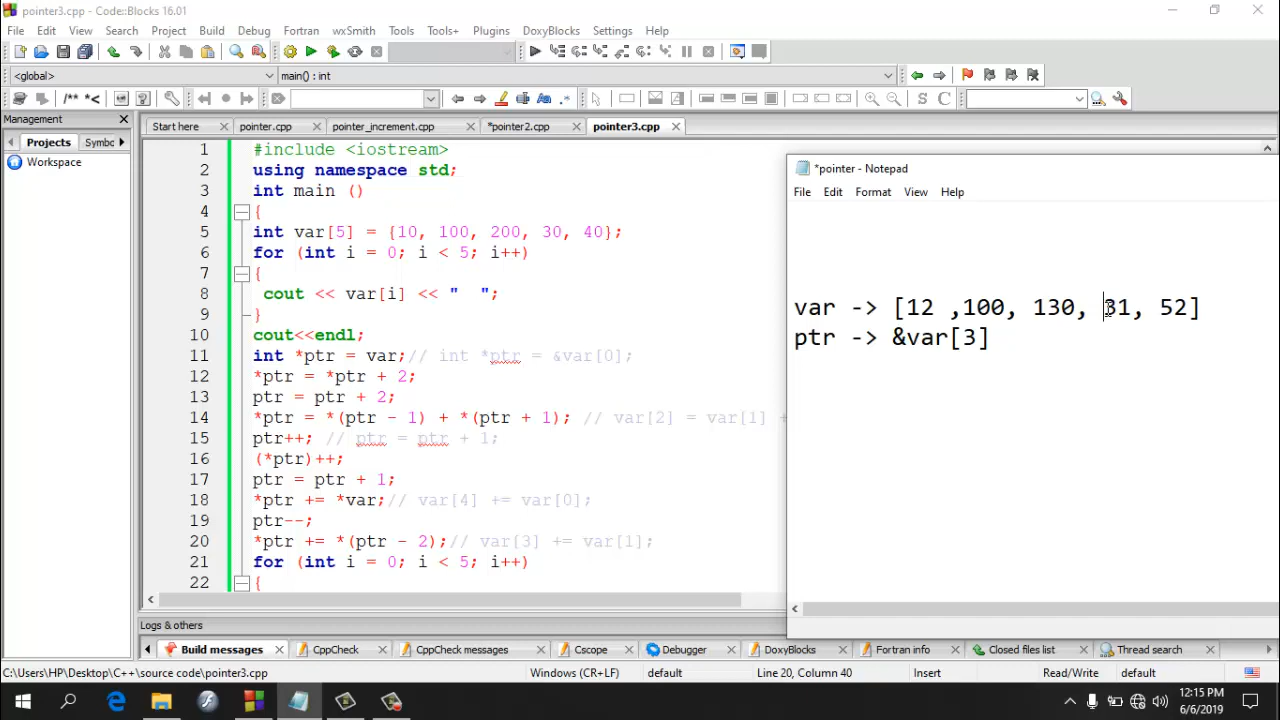 pointer3.cpp - Code::Blocks 16.01
File Edit View Search Project Build Debug Fortran wxSmith Tools Tools+ Plugins DoxyBlocks Settings Help
<global> main() : int
/** *<
S C
Management
Projects Symbo
Workspace
Start here pointer.cpp pointer_increment.cpp *pointer2.cpp pointer3.cpp
1 #include <iostream>
2 using namespace std;
3 int main ()
4 {
5 int var[5] = {10, 100, 200, 30, 40};
6 for (int i = 0; i < 5; i++)
7 {
8 cout << var[i] << "  ";
9 }
10 cout<<endl;
11 int *ptr = var;// int *ptr = &var[0];
12 *ptr = *ptr + 2;
13 ptr = ptr + 2;
14 *ptr = *(ptr - 1) + *(ptr + 1); // var[2] = var[1] +
15 ptr++; // ptr = ptr + 1;
16 (*ptr)++;
17 ptr = ptr + 1;
18 *ptr += *var;// var[4] += var[0];
19 ptr--;
20 *ptr += *(ptr - 2);// var[3] += var[1];
21 for (int i = 0; i < 5; i++)
22 {
*pointer - Notepad
File Edit Format View Help
var -> [12 ,100, 130, 31, 52]
ptr -> &var[3]
Logs & others
Build messages CppCheck CppCheck messages Cscope Debugger DoxyBlocks Fortran info Closed files list Thread search
C:\Users\HP\Desktop\C++\source code\pointer3.cpp Windows (CR+LF) default Line 20, Column 40 Insert Read/Write default
12:15 PM
6/6/2019